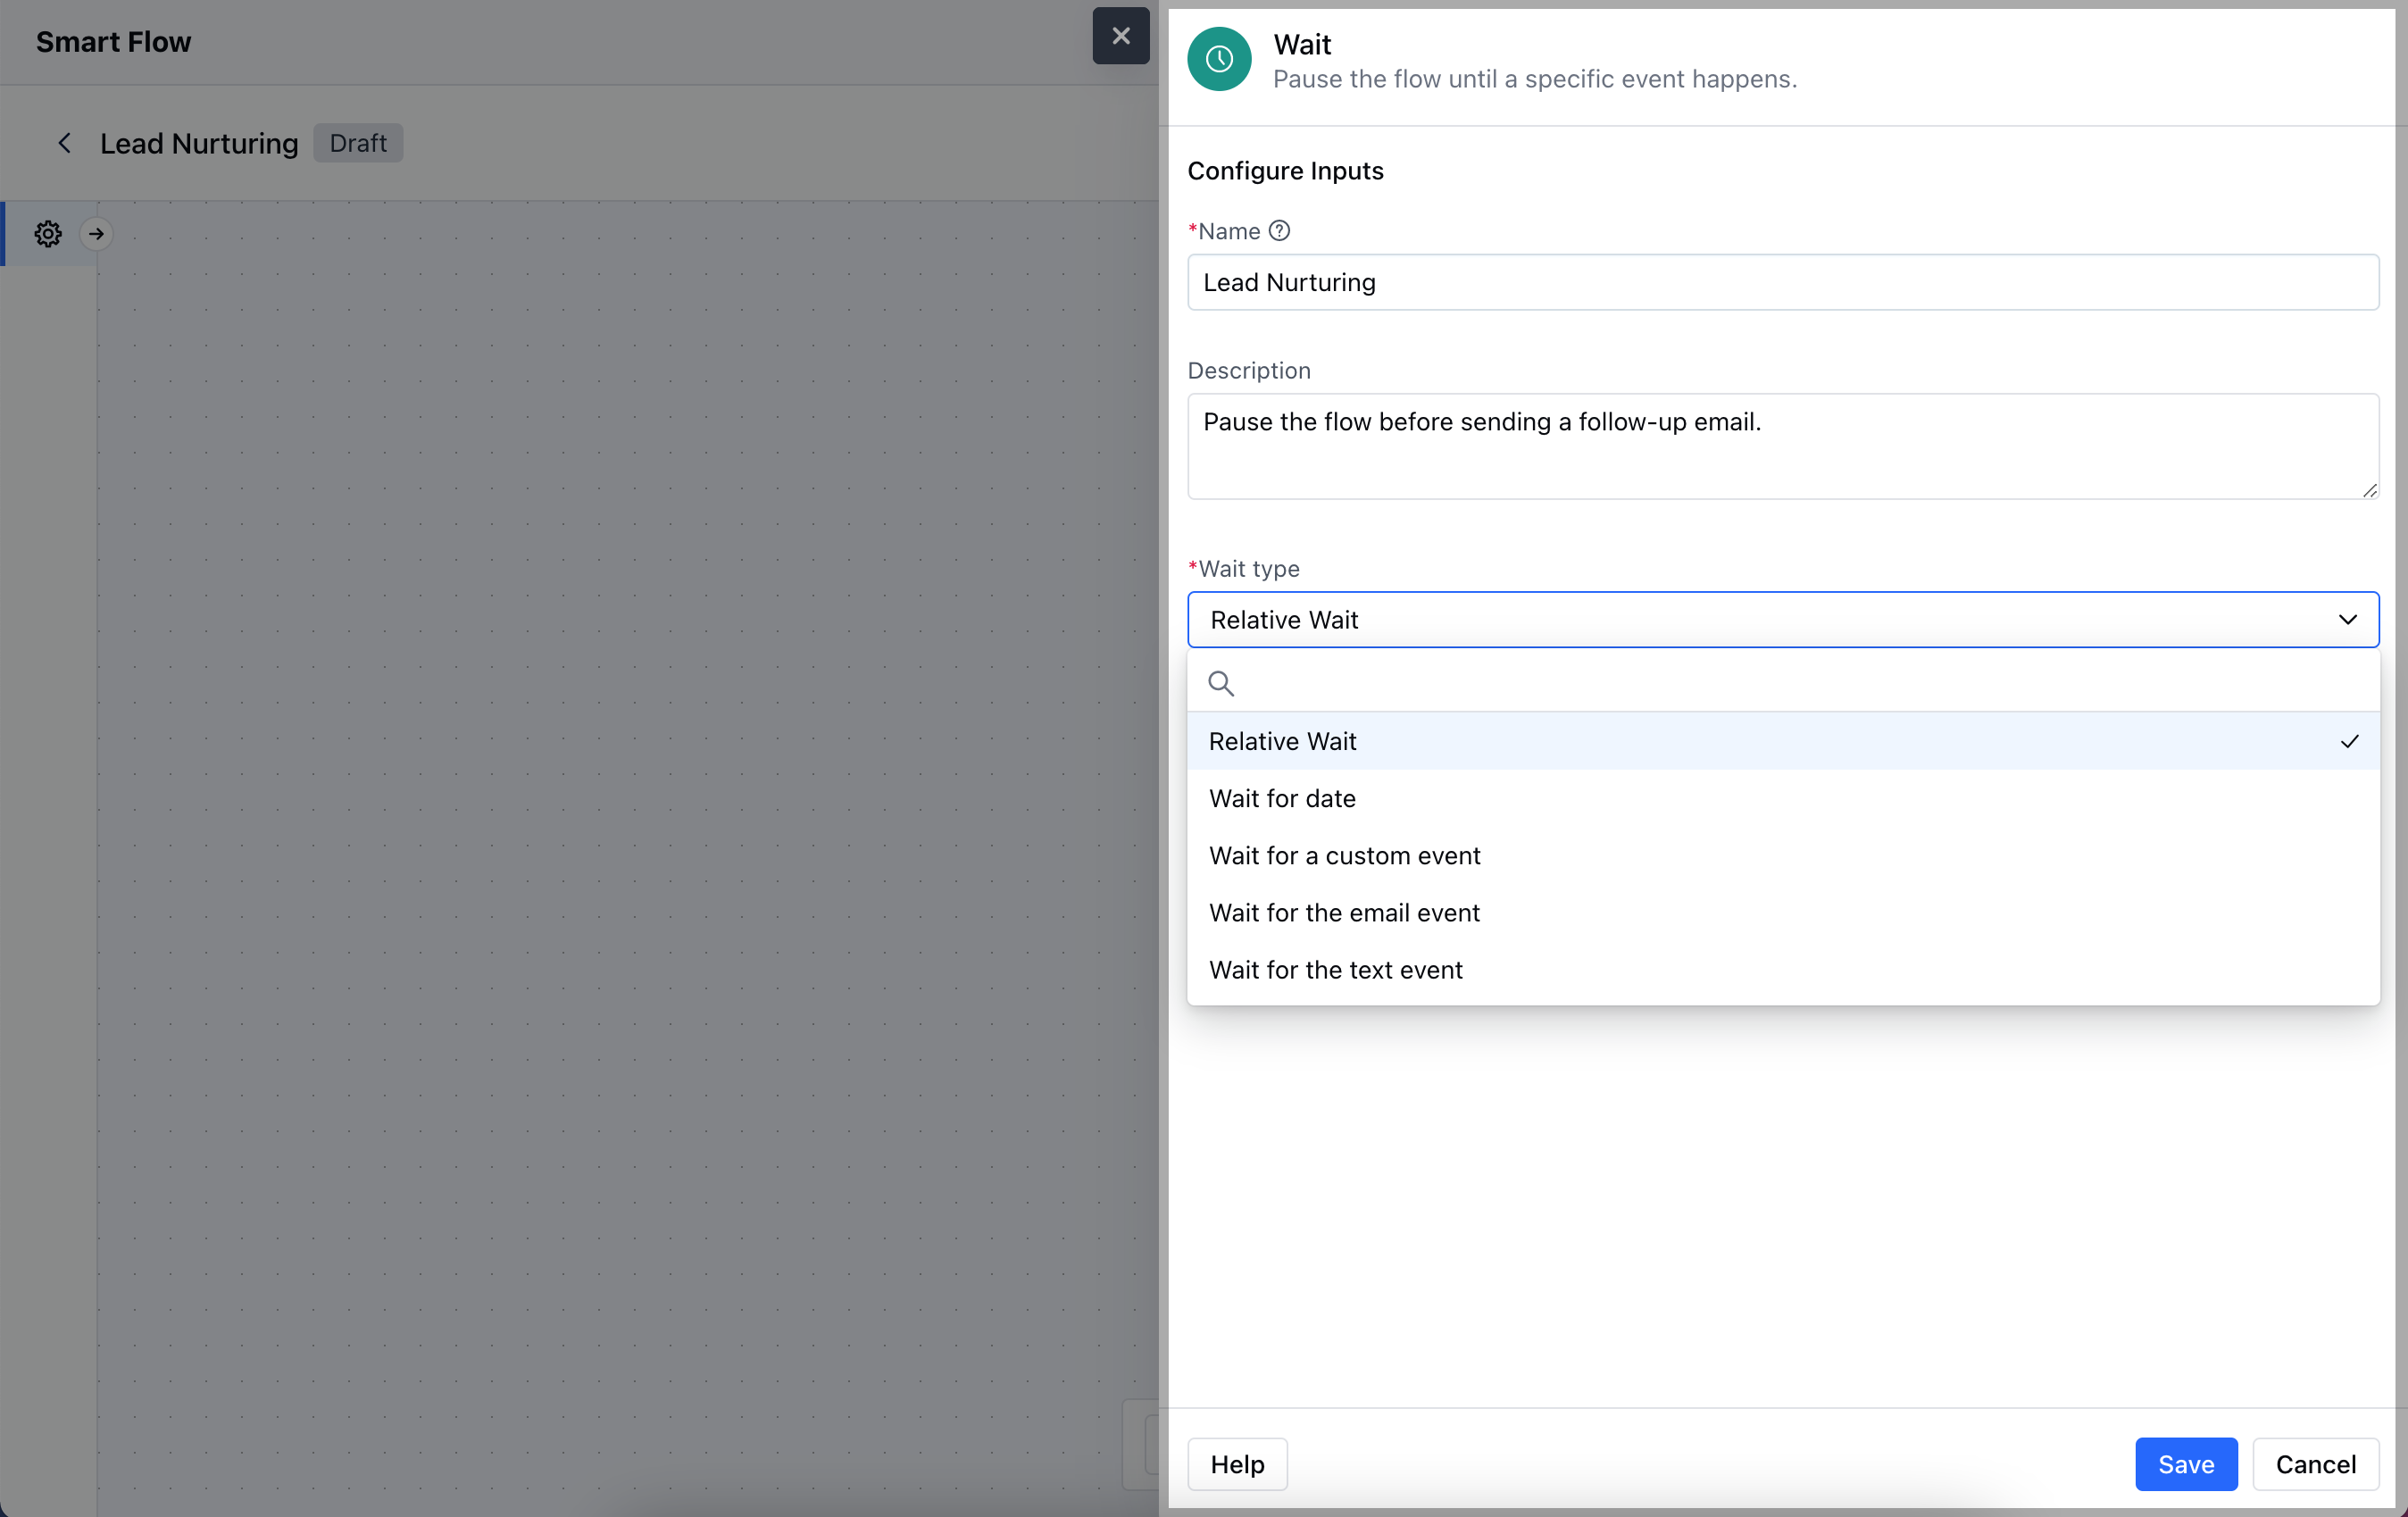 Smart Flow
Lead Nurturing Draft
Wait
Pause the flow until a specific event happens.
Configure Inputs
*Name
Lead Nurturing
Description
Pause the flow before sending a follow-up email.
*Wait type
Relative Wait
Relative Wait
Wait for date
Wait for a custom event
Wait for the email event
Wait for the text event
Help Save Cancel